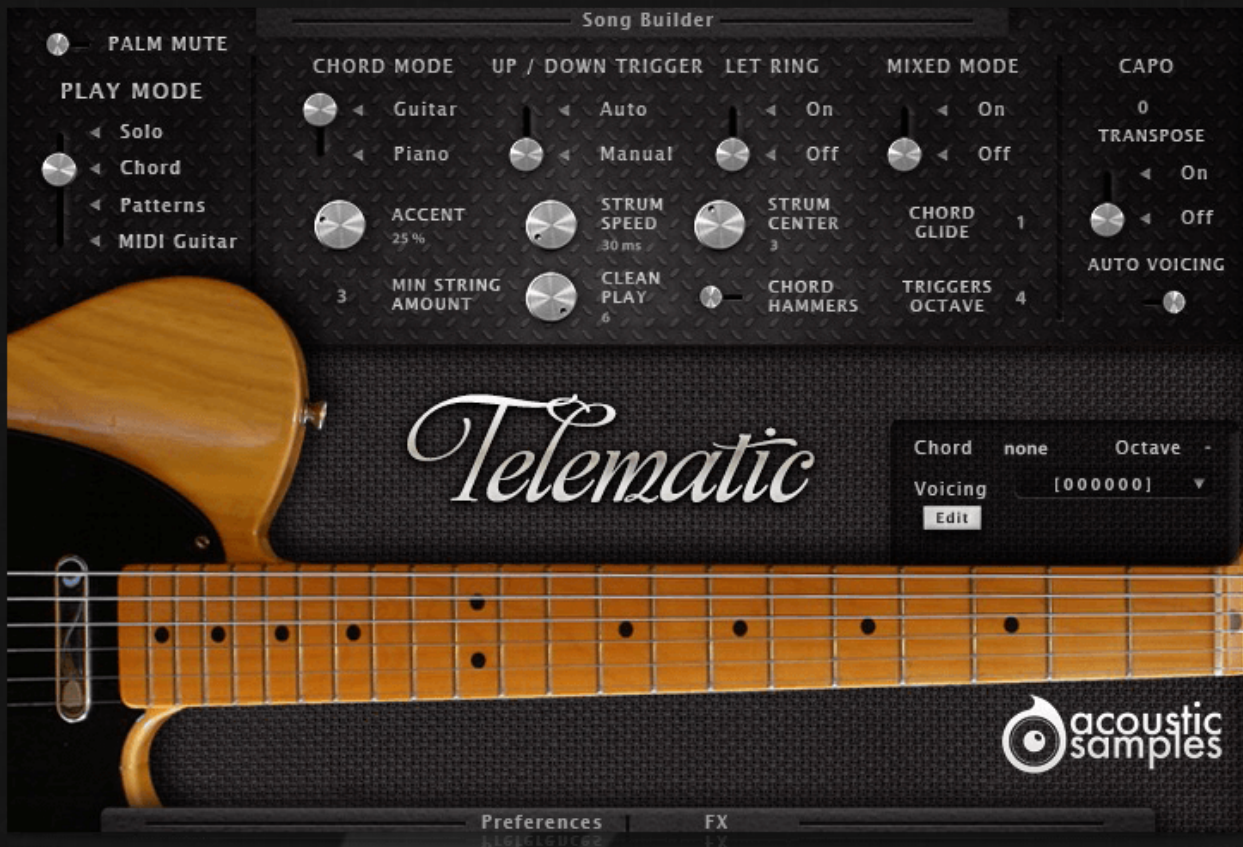 Song Builder
PALM MUTE
PLAY MODE
Solo
Chord
Patterns
MIDI Guitar
CHORD MODE
Guitar
Piano
UP / DOWN TRIGGER
Auto
Manual
LET RING
On
Off
MIXED MODE
On
Off
ACCENT
25 %
STRUM
SPEED
30 ms
STRUM
CENTER
3
CHORD
GLIDE
1
3
MIN STRING
AMOUNT
CLEAN
PLAY
6
CHORD
HAMMERS
TRIGGERS
OCTAVE
4
CAPO
0
TRANSPOSE
On
Off
AUTO VOICING
Telematic
Chord none Octave -
Voicing [000000]
Edit
acoustic
samples
Preferences
FX